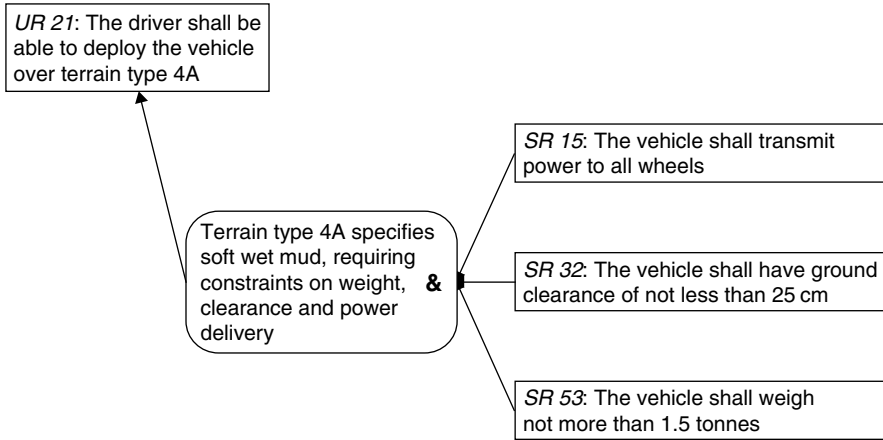 UR 21: The driver shall be
able to deploy the vehicle
over terrain type 4A
SR 15: The vehicle shall transmit
power to all wheels
Terrain type 4A specifies
soft wet mud, requiring
constraints on weight,
clearance and power
delivery
&
SR 32: The vehicle shall have ground
clearance of not less than 25 cm
SR 53: The vehicle shall weigh
not more than 1.5 tonnes